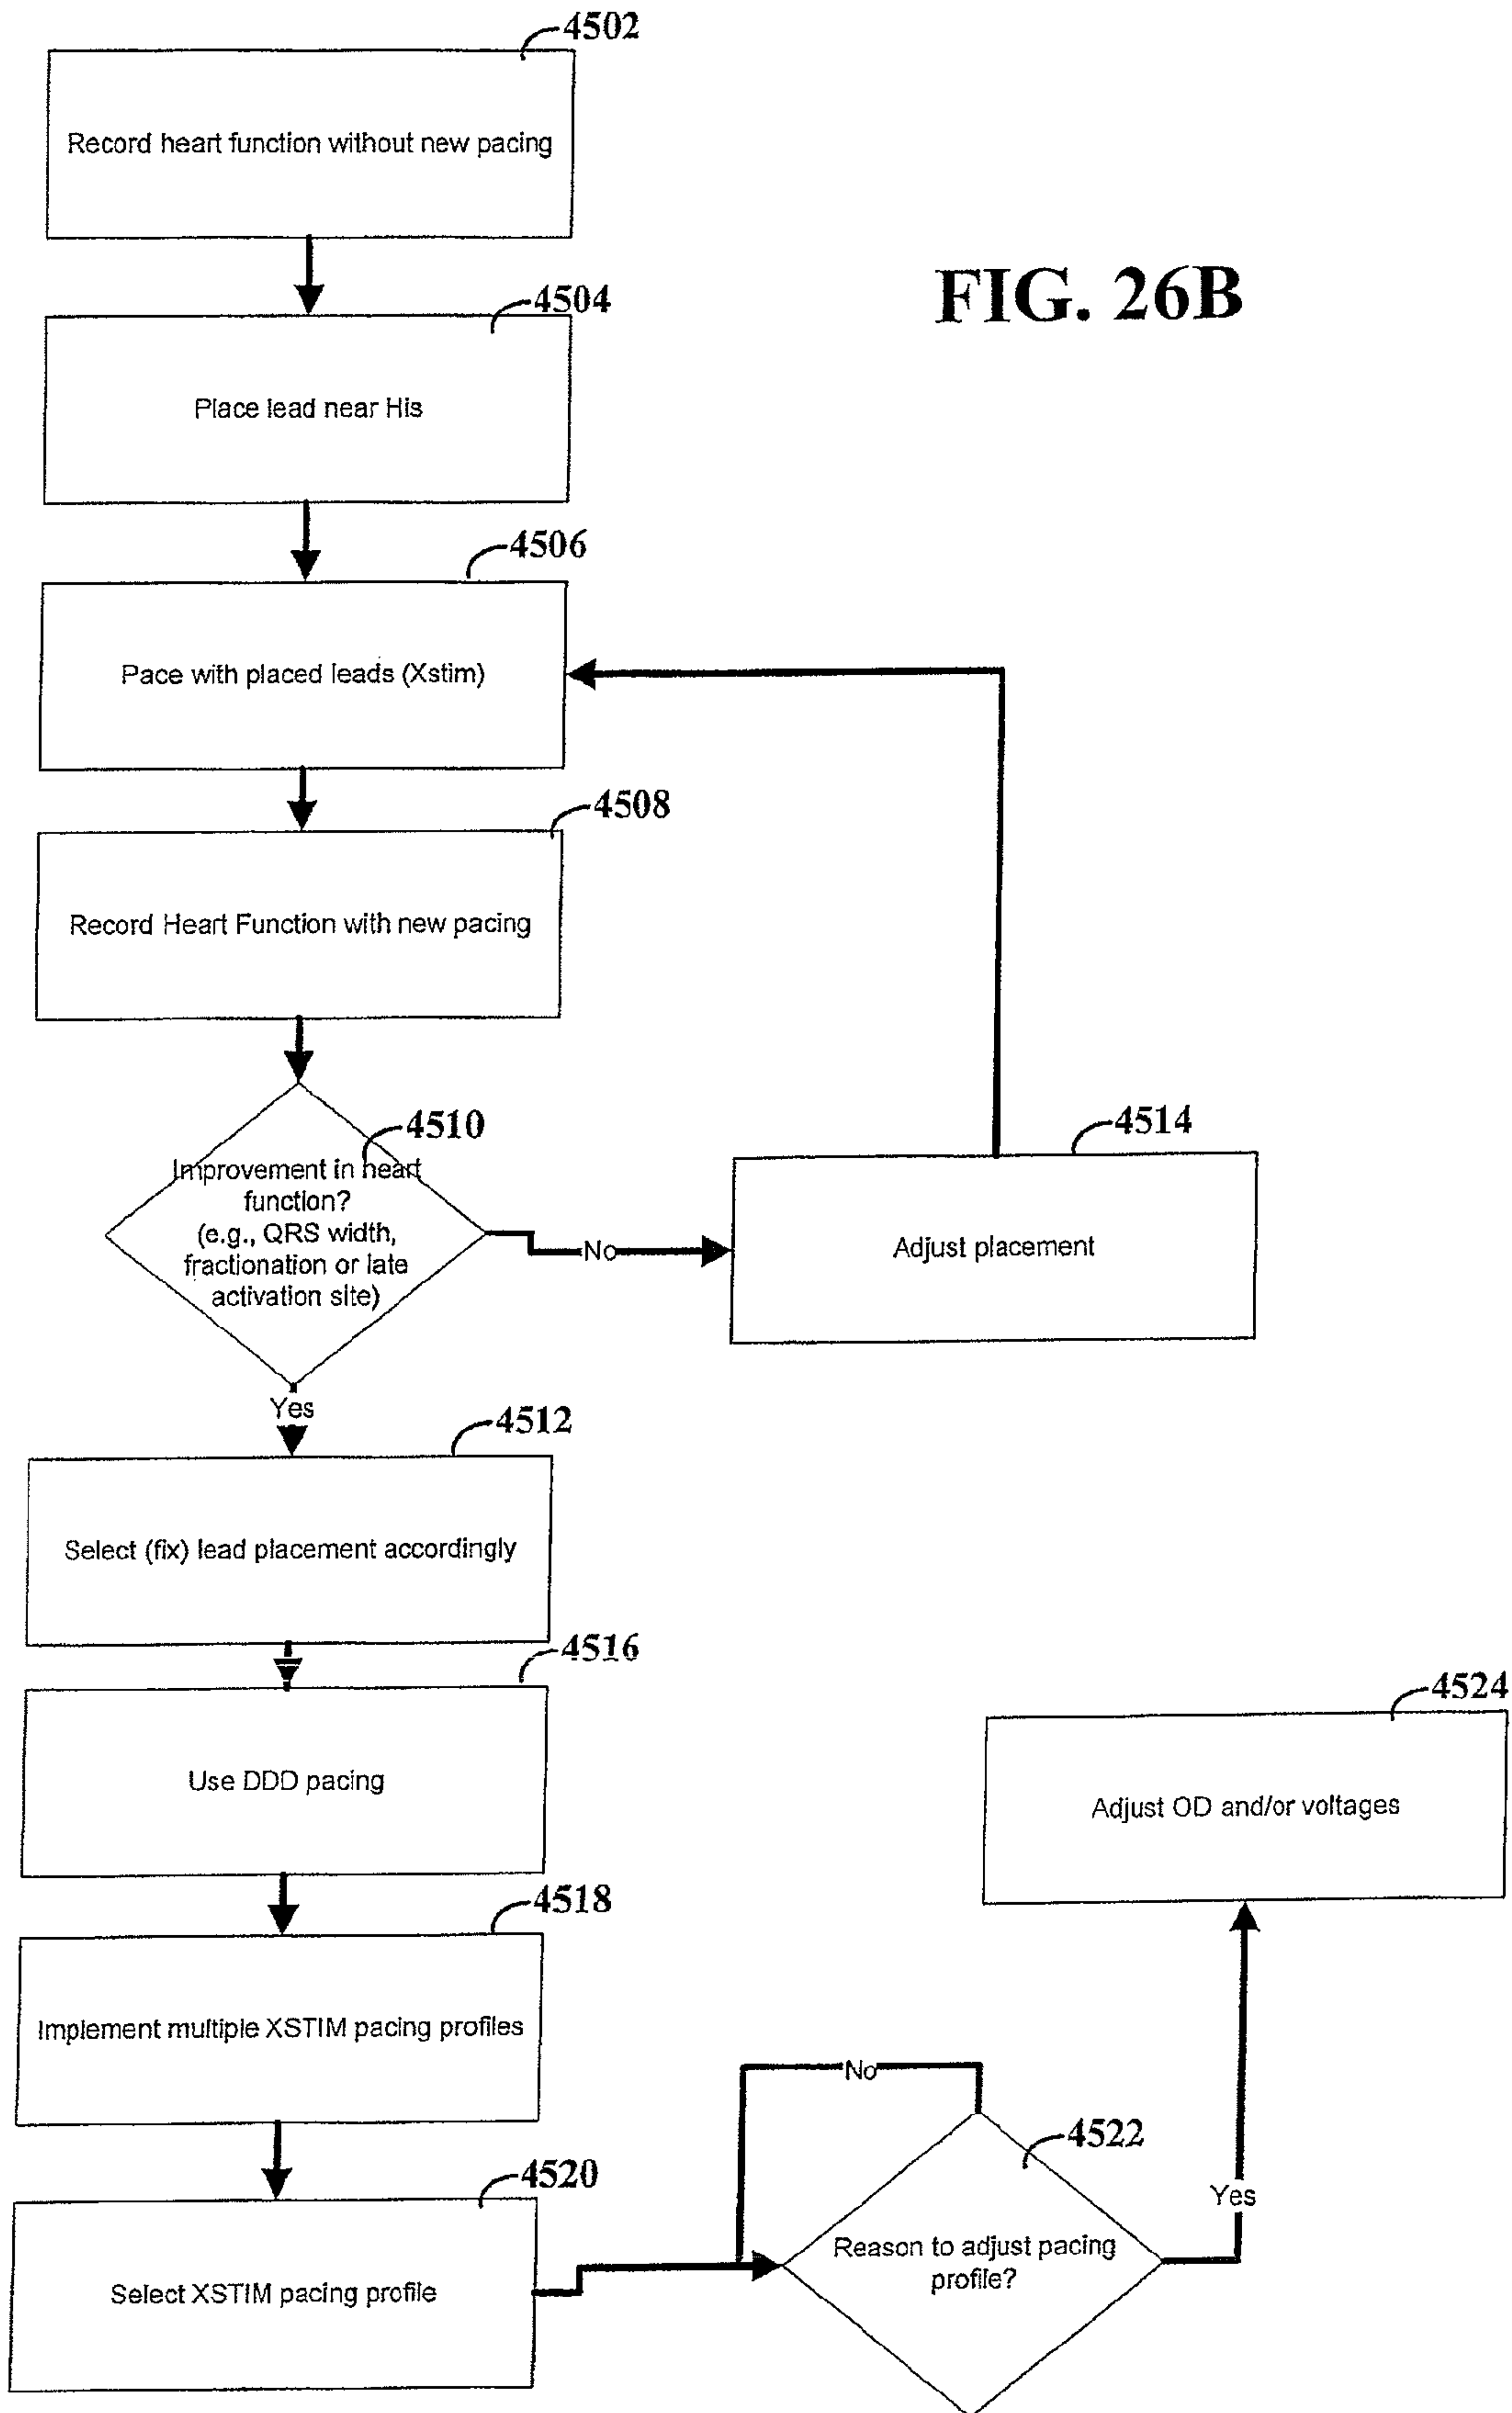 4502
Record heart function without new pacing
FIG. 26B
4504
Place lead near His
4506
Pace with placed leads (Xstim)
4508
Record Heart Function with new pacing
4510
Improvement in heart
function?
(e.g., QRS width,
fractionation or late
activation site)
No
4514
Adjust placement
Yes
4512
Select (fix) lead placement accordingly
4516
Use DDD pacing
4524
Adjust OD and/or voltages
4518
Implement multiple XSTIM pacing profiles
No
4522
Reason to adjust pacing
profile?
Yes
4520
Select XSTIM pacing profile